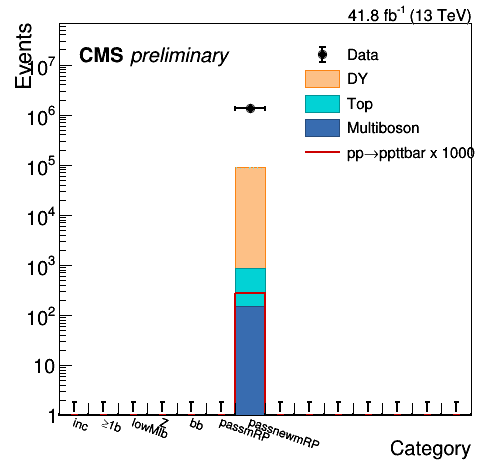 41.8 fb⁻¹ (13 TeV)
Events
CMS preliminary
Data
DY
Top
Multiboson
pp→ppttbar x 1000
10⁷
10⁶
10⁵
10⁴
10³
10²
10
1
inc
≥1b
lowMlb
Z
bb
passmRP
passnewmRP
Category